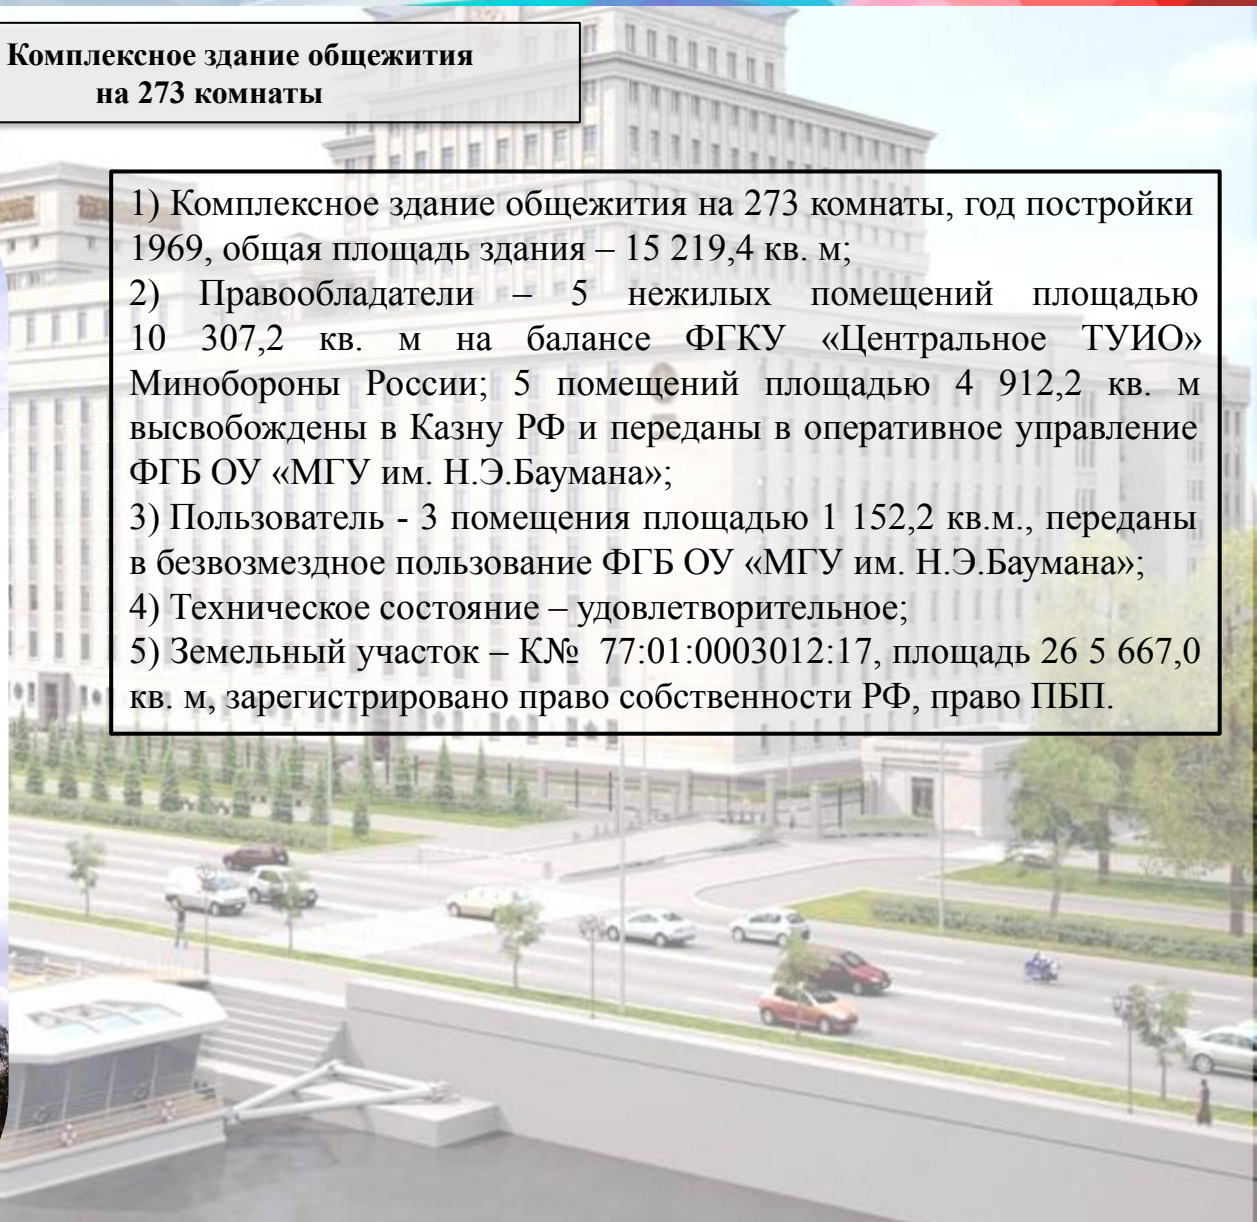 Комплексное здание общежития
на 273 комнаты
1) Комплексное здание общежития на 273 комнаты, год постройки
1969, общая площадь здания – 15 219,4 кв. м;
2) Правообладатели – 5 нежилых помещений площадью
10 307,2 кв. м на балансе ФГКУ «Центральное ТУИО»
Минобороны России; 5 помещений площадью 4 912,2 кв. м
высвобождены в Казну РФ и переданы в оперативное управление
ФГБ ОУ «МГУ им. Н.Э.Баумана»;
3) Пользователь - 3 помещения площадью 1 152,2 кв.м., переданы
в безвозмездное пользование ФГБ ОУ «МГУ им. Н.Э.Баумана»;
4) Техническое состояние – удовлетворительное;
5) Земельный участок – К№ 77:01:0003012:17, площадь 26 5 667,0
кв. м, зарегистрировано право собственности РФ, право ПБП.